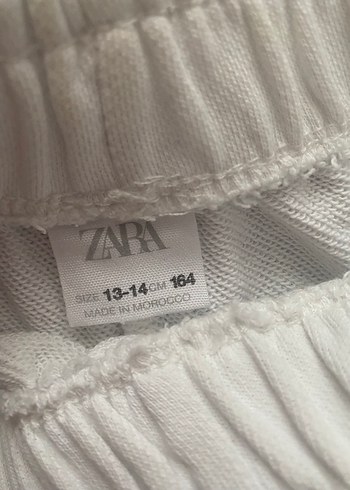 ZARA
SIZE 13-14 CM 164
MADE IN MOROCCO